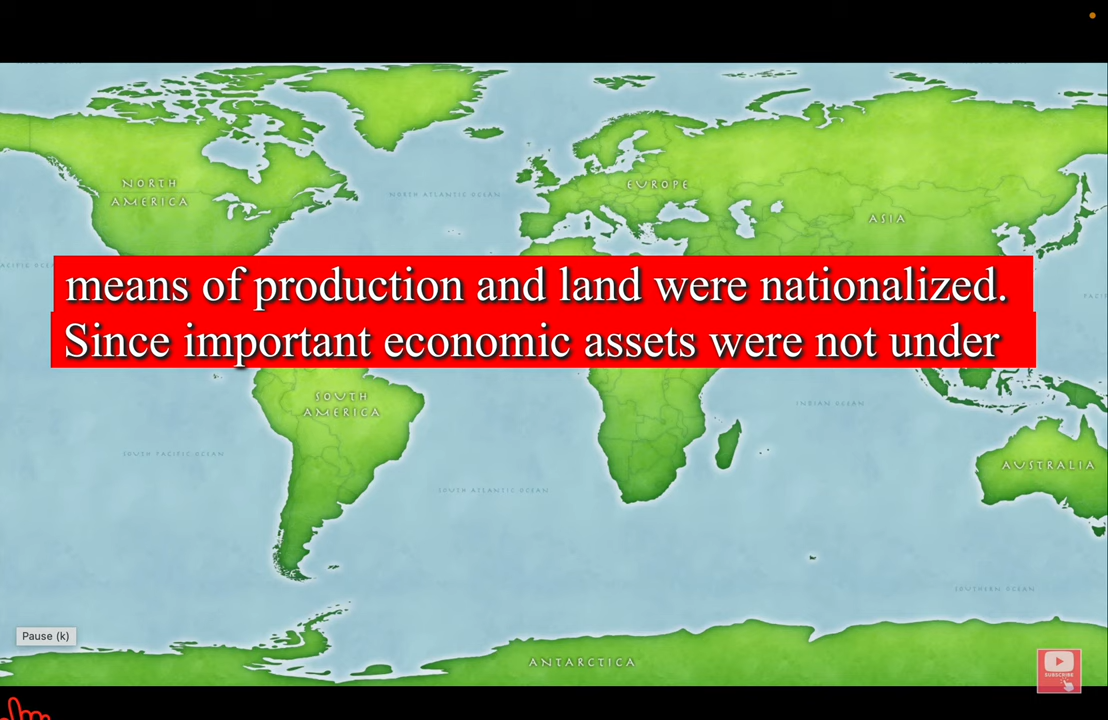 NORTH
AMERICA
NORTH ATLANTIC OCEAN
EUROPE
ASIA
means of production and land were nationalized.
Since important economic assets were not under
SOUTH
AMERICA
INDIAN OCEAN
SOUTH PACIFIC OCEAN
AUSTRALIA
SOUTH ATLANTIC OCEAN
SOUTHERN OCEAN
Pause (k)
ANTARCTICA
SUBSCRIBE